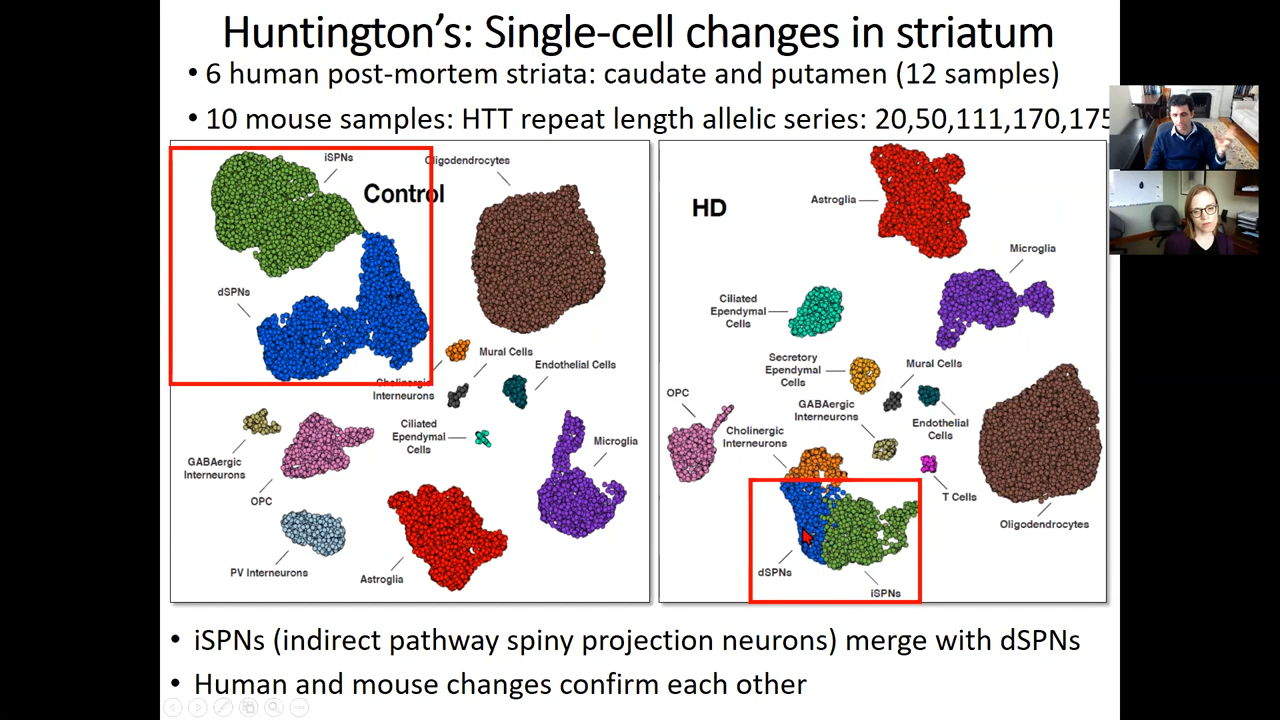 Huntington's: Single-cell changes in striatum
• 6 human post-mortem striata: caudate and putamen (12 samples)
• 10 mouse samples: HTT repeat length allelic series: 20,50,111,170,175
iSPNs
Oligodendrocytes
Control
dSPNs
Mural Cells
Endothelial Cells
Cholinergic
Interneurons
Ciliated
Ependymal
Cells
Microglia
GABAergic
Interneurons
OPC
PV Interneurons
Astroglia
HD
Astroglia
Microglia
Ciliated
Ependymal
Cells
Secretory
Ependymal
Cells
Mural Cells
OPC
GABAergic
Interneurons
Endothelial
Cells
Cholinergic
Interneurons
T Cells
Oligodendrocytes
dSPNs
iSPNs
• iSPNs (indirect pathway spiny projection neurons) merge with dSPNs
• Human and mouse changes confirm each other